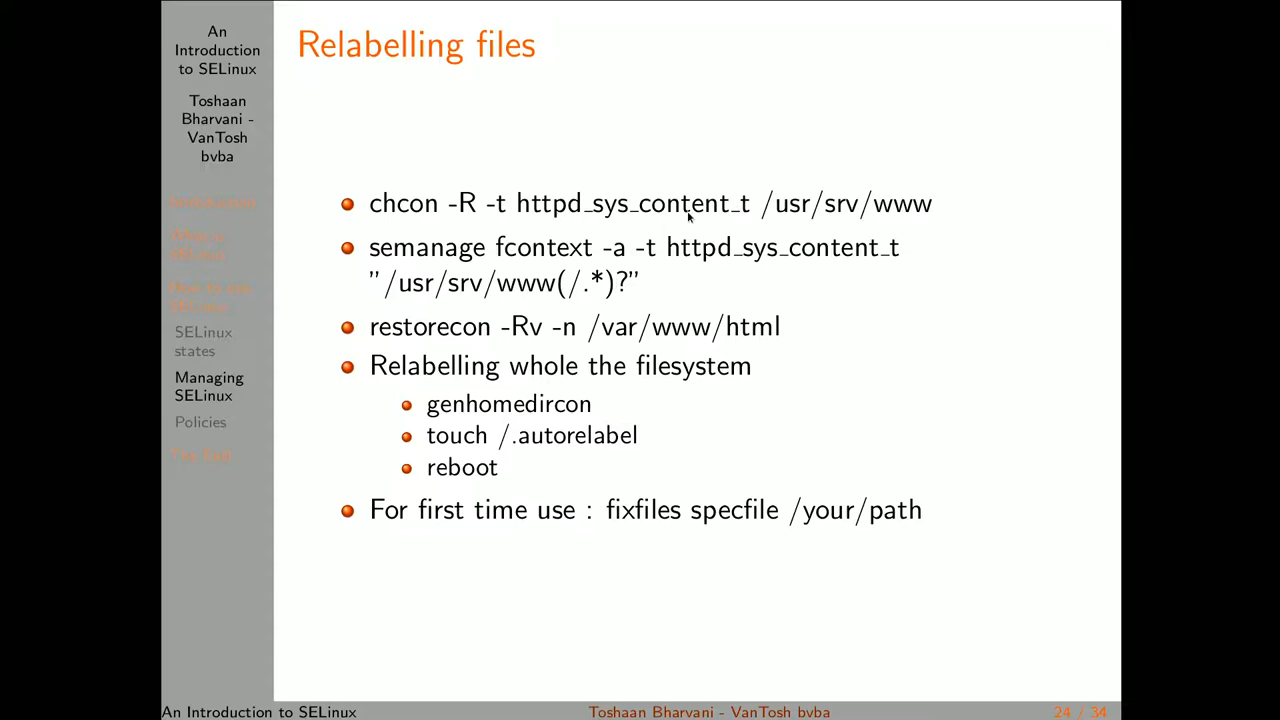 An
Introduction
to SELinux
Toshaan
Bharvani -
VanTosh
bvba
Introduction
What is
SELinux
How to use
SELinux
SELinux
states
Managing
SELinux
Policies
The End
Relabelling files
chcon -R -t httpd_sys_content_t /usr/srv/www
semanage fcontext -a -t httpd_sys_content_t
"/usr/srv/www(/.*)?"
restorecon -Rv -n /var/www/html
Relabelling whole the filesystem
genhomedircon
touch /.autorelabel
reboot
For first time use : fixfiles specfile /your/path
An Introduction to SELinux
Toshaan Bharvani - VanTosh bvba
24 / 34